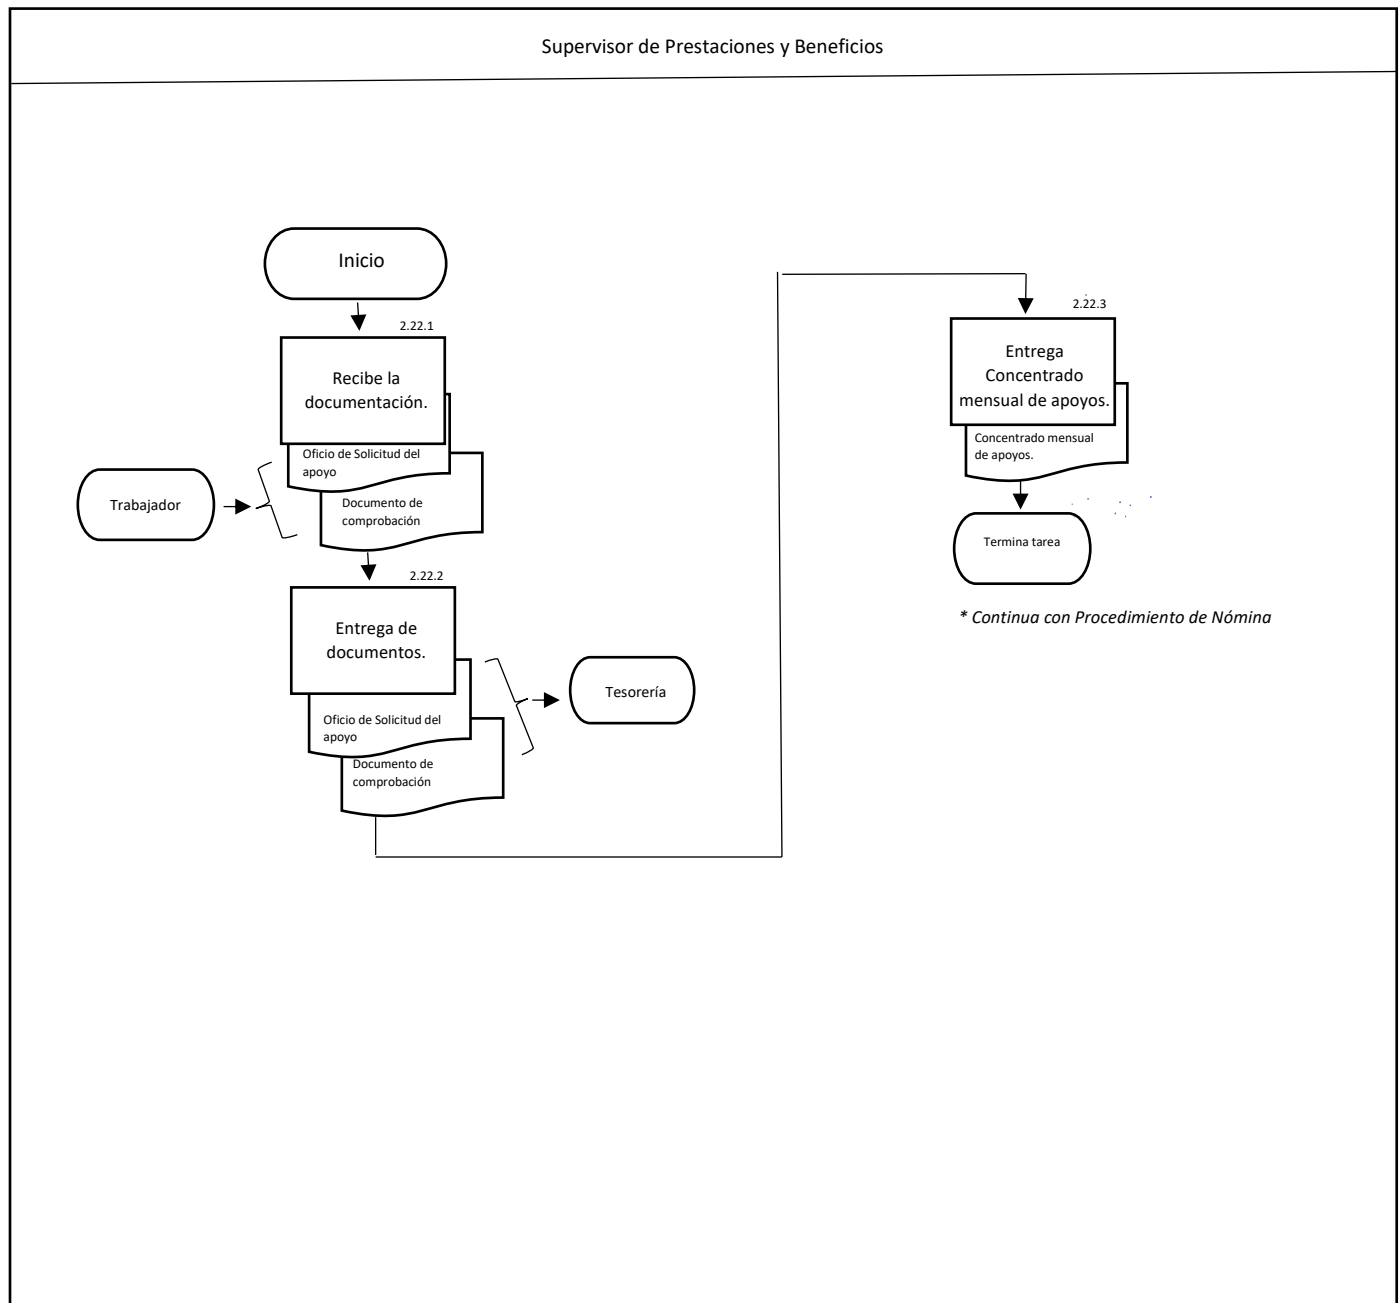 Supervisor de Prestaciones y Beneficios
Inicio
2.22.1
Recibe la
documentación.
Oficio de Solicitud del
apoyo
Documento de
comprobación
Trabajador
2.22.2
Entrega de
documentos.
Oficio de Solicitud del
apoyo
Documento de
comprobación
Tesorería
2.22.3
Entrega
Concentrado
mensual de apoyos.
Concentrado mensual
de apoyos.
Termina tarea
* Continua con Procedimiento de Nómina